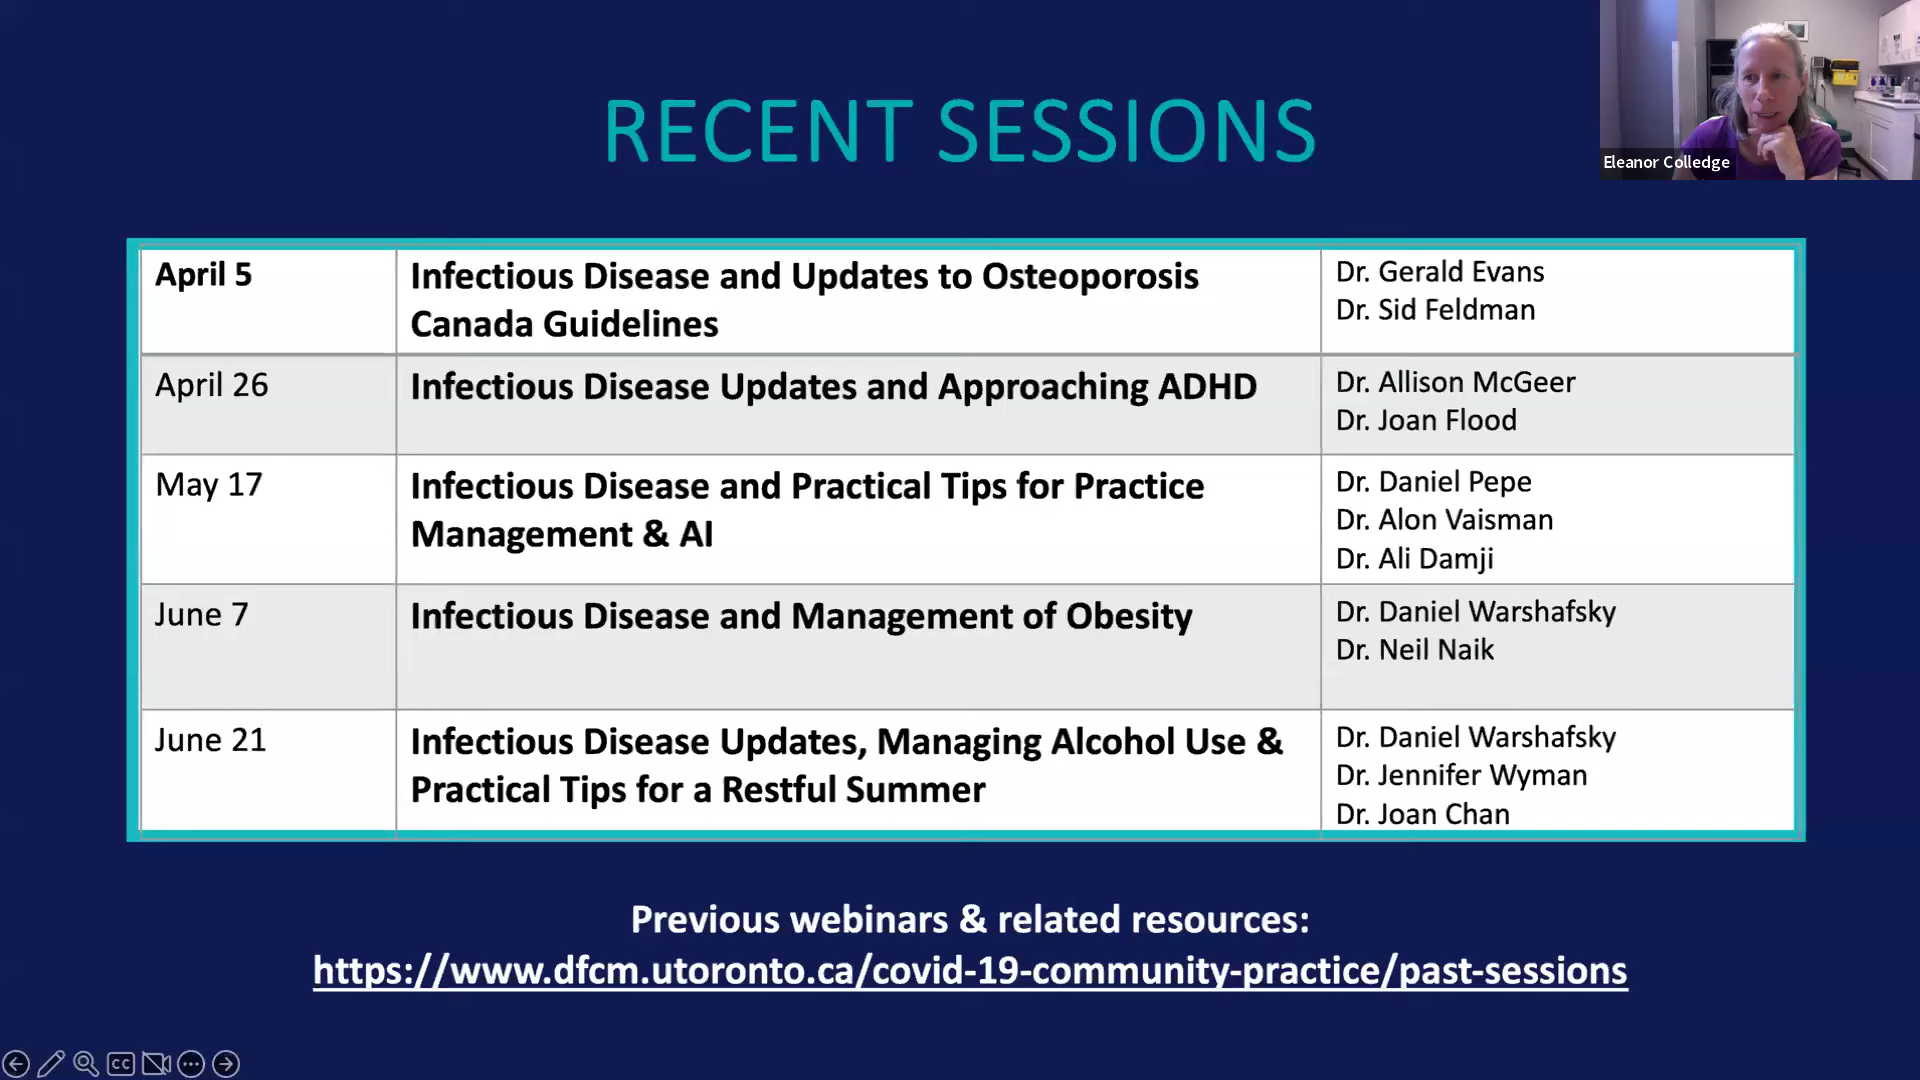 RECENT SESSIONS
Eleanor Colledge
April 5
Infectious Disease and Updates to Osteoporosis
Canada Guidelines
Dr. Gerald Evans
Dr. Sid Feldman
April 26
Infectious Disease Updates and Approaching ADHD
Dr. Allison McGeer
Dr. Joan Flood
May 17
Infectious Disease and Practical Tips for Practice
Management & AI
Dr. Daniel Pepe
Dr. Alon Vaisman
Dr. Ali Damji
June 7
Infectious Disease and Management of Obesity
Dr. Daniel Warshafsky
Dr. Neil Naik
June 21
Infectious Disease Updates, Managing Alcohol Use &
Practical Tips for a Restful Summer
Dr. Daniel Warshafsky
Dr. Jennifer Wyman
Dr. Joan Chan
Previous webinars & related resources:
https://www.dfcm.utoronto.ca/covid-19-community-practice/past-sessions
CC